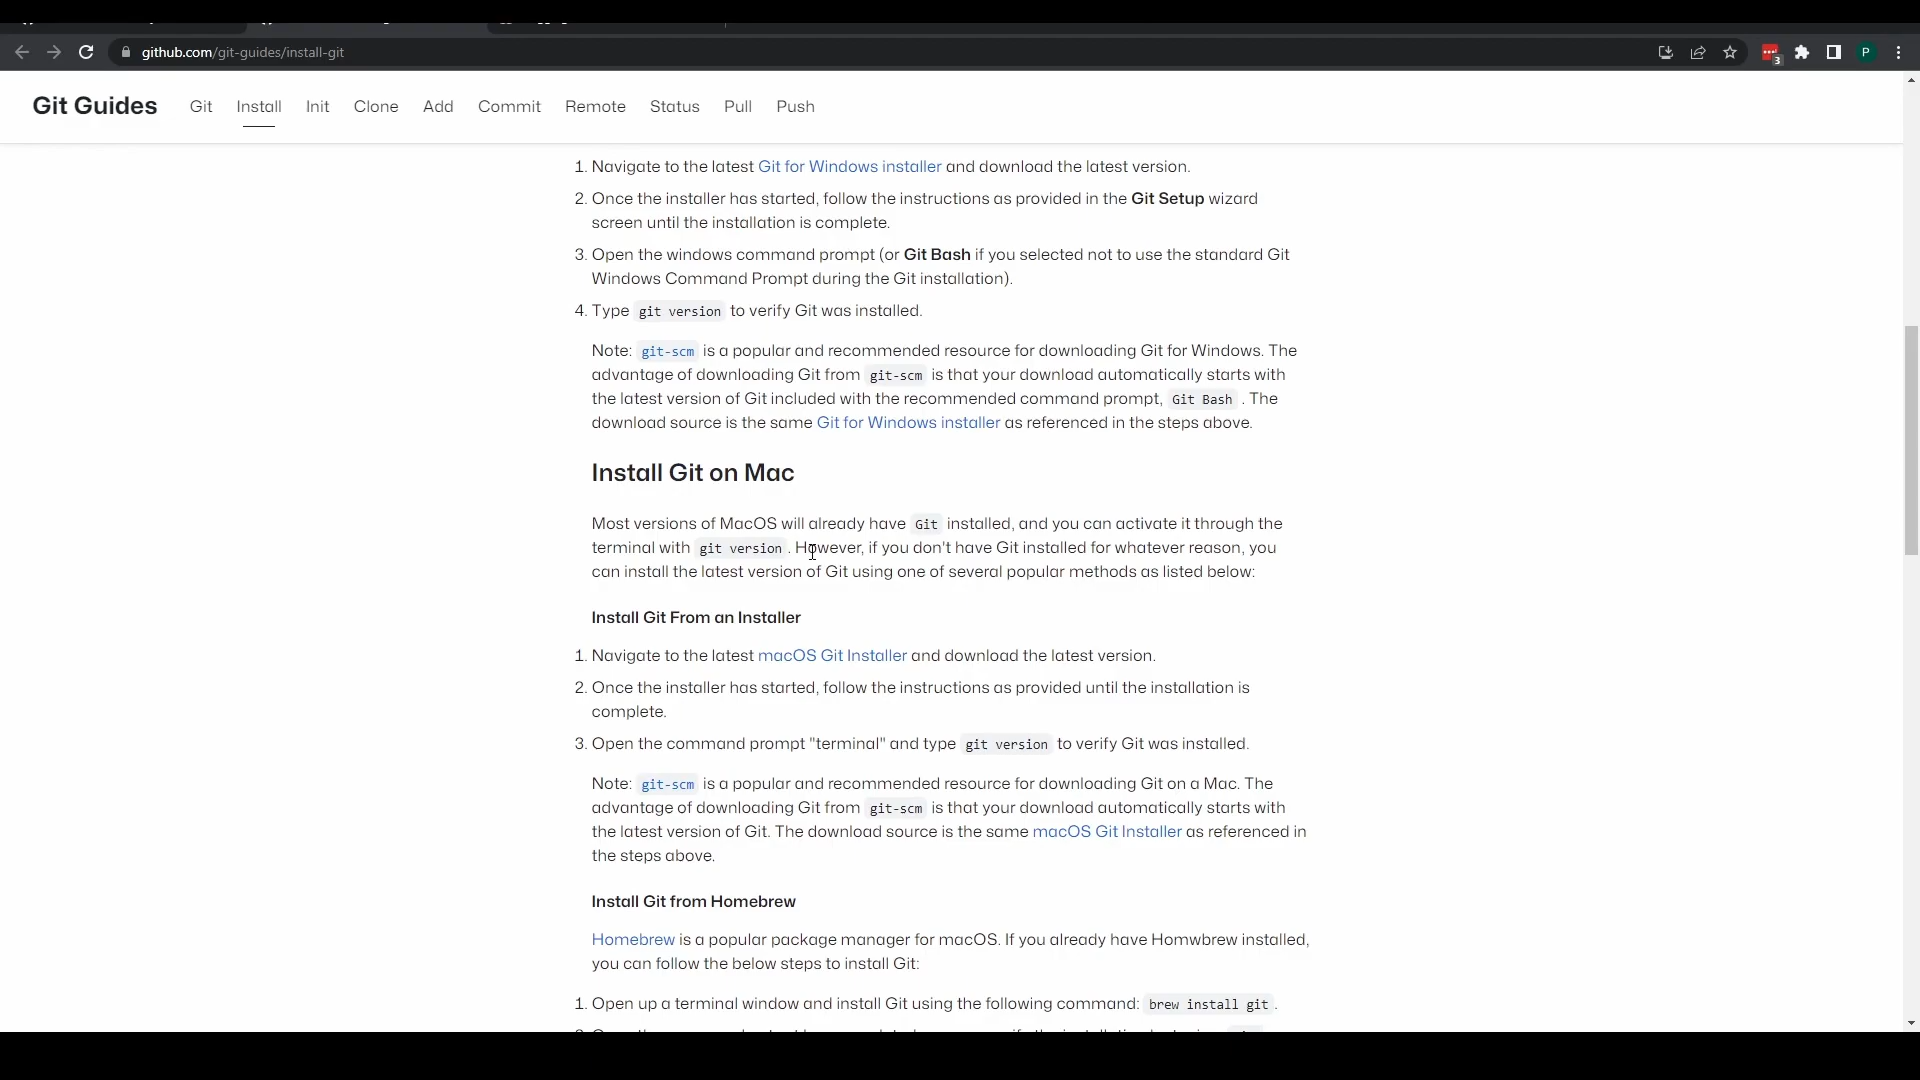 github.com/git-guides/install-git
3
P
Git Guides Git Install Init Clone Add Commit Remote Status Pull Push
1. Navigate to the latest Git for Windows installer and download the latest version.
2. Once the installer has started, follow the instructions as provided in the Git Setup wizard
screen until the installation is complete.
3. Open the windows command prompt (or Git Bash if you selected not to use the standard Git
Windows Command Prompt during the Git installation).
4. Type git version to verify Git was installed.
Note: git-scm is a popular and recommended resource for downloading Git for Windows. The
advantage of downloading Git from git-scm is that your download automatically starts with
the latest version of Git included with the recommended command prompt, Git Bash . The
download source is the same Git for Windows installer as referenced in the steps above.
Install Git on Mac
Most versions of MacOS will already have Git installed, and you can activate it through the
terminal with git version . However, if you don't have Git installed for whatever reason, you
can install the latest version of Git using one of several popular methods as listed below:
Install Git From an Installer
1. Navigate to the latest macOS Git Installer and download the latest version.
2. Once the installer has started, follow the instructions as provided until the installation is
complete.
3. Open the command prompt "terminal" and type git version to verify Git was installed.
Note: git-scm is a popular and recommended resource for downloading Git on a Mac. The
advantage of downloading Git from git-scm is that your download automatically starts with
the latest version of Git. The download source is the same macOS Git Installer as referenced in
the steps above.
Install Git from Homebrew
Homebrew is a popular package manager for macOS. If you already have Homwbrew installed,
you can follow the below steps to install Git:
1. Open up a terminal window and install Git using the following command: brew install git .